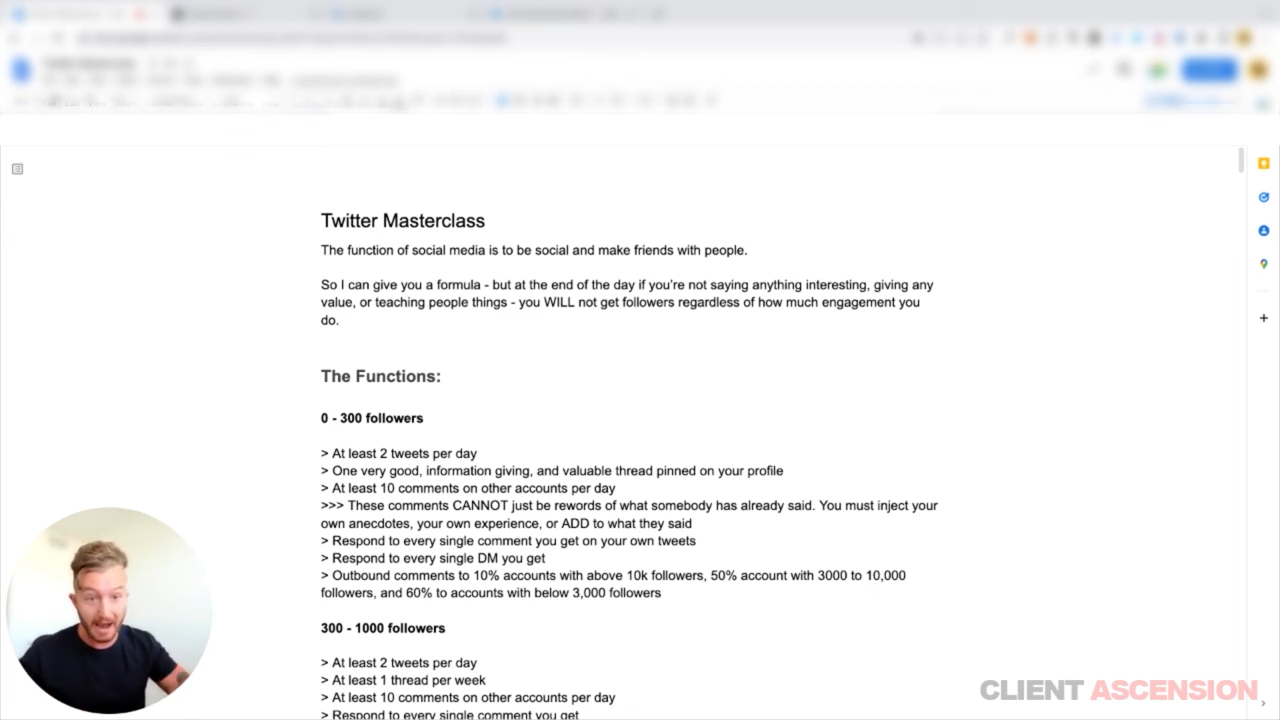 Twitter Masterclass
The function of social media is to be social and make friends with people.
So I can give you a formula - but at the end of the day if you're not saying anything interesting, giving any
value, or teaching people things - you WILL not get followers regardless of how much engagement you
do.
The Functions:
0 - 300 followers
> At least 2 tweets per day
> One very good, information giving, and valuable thread pinned on your profile
> At least 10 comments on other accounts per day
>>> These comments CANNOT just be rewords of what somebody has already said. You must inject your
own anecdotes, your own experience, or ADD to what they said
> Respond to every single comment you get on your own tweets
> Respond to every single DM you get
> Outbound comments to 10% accounts with above 10k followers, 50% account with 3000 to 10,000
followers, and 60% to accounts with below 3,000 followers
300 - 1000 followers
> At least 2 tweets per day
> At least 1 thread per week
> At least 10 comments on other accounts per day
> Respond to every single comment you get
CLIENT ASCENSION